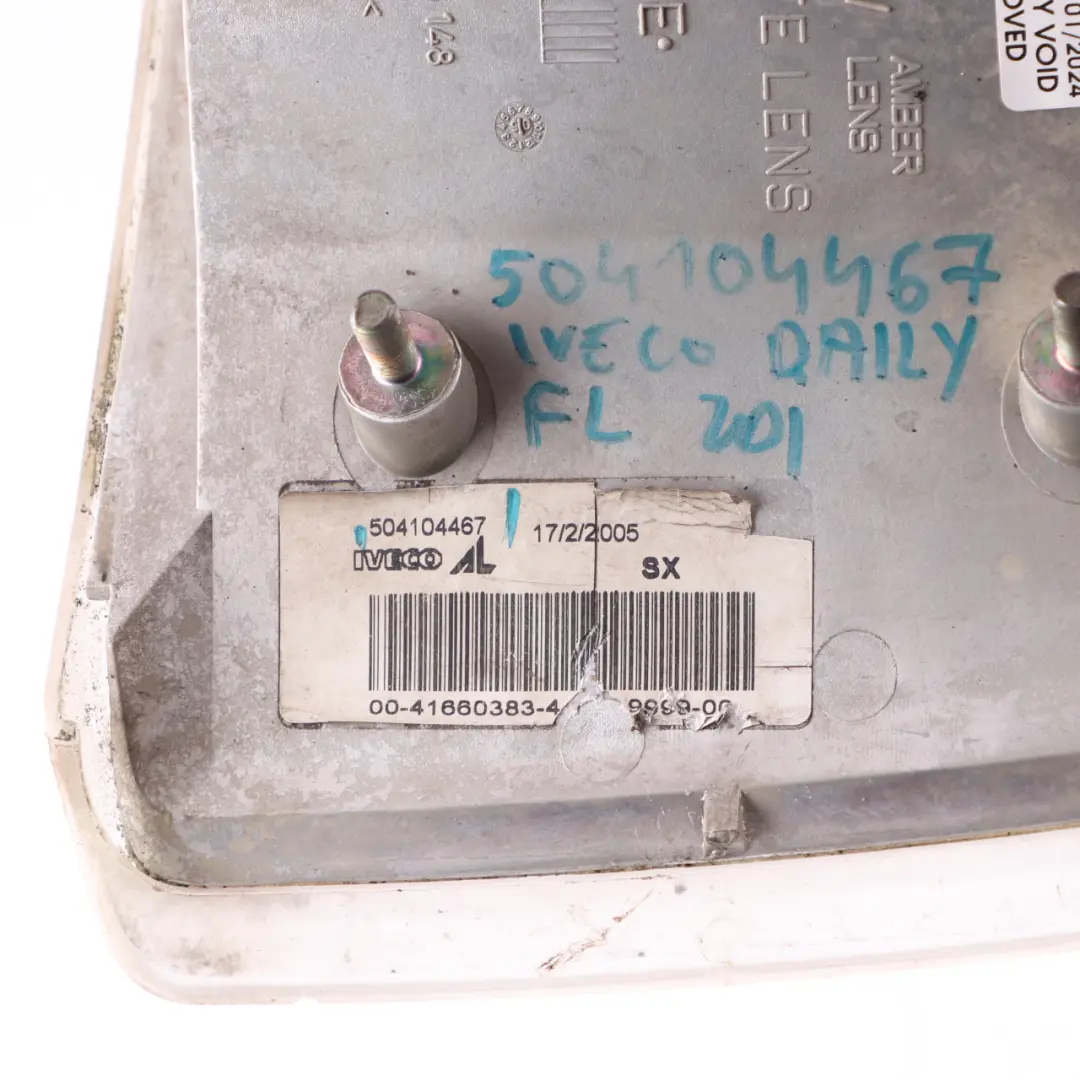 148
E:
TE LENS
AMBER
LENS
01/2024
Y VOID
OVED
504104467
IVECO DAILY
FL 201
504104467 17/2/2005
IVECO AL SX
00-41660383-4 9999-00